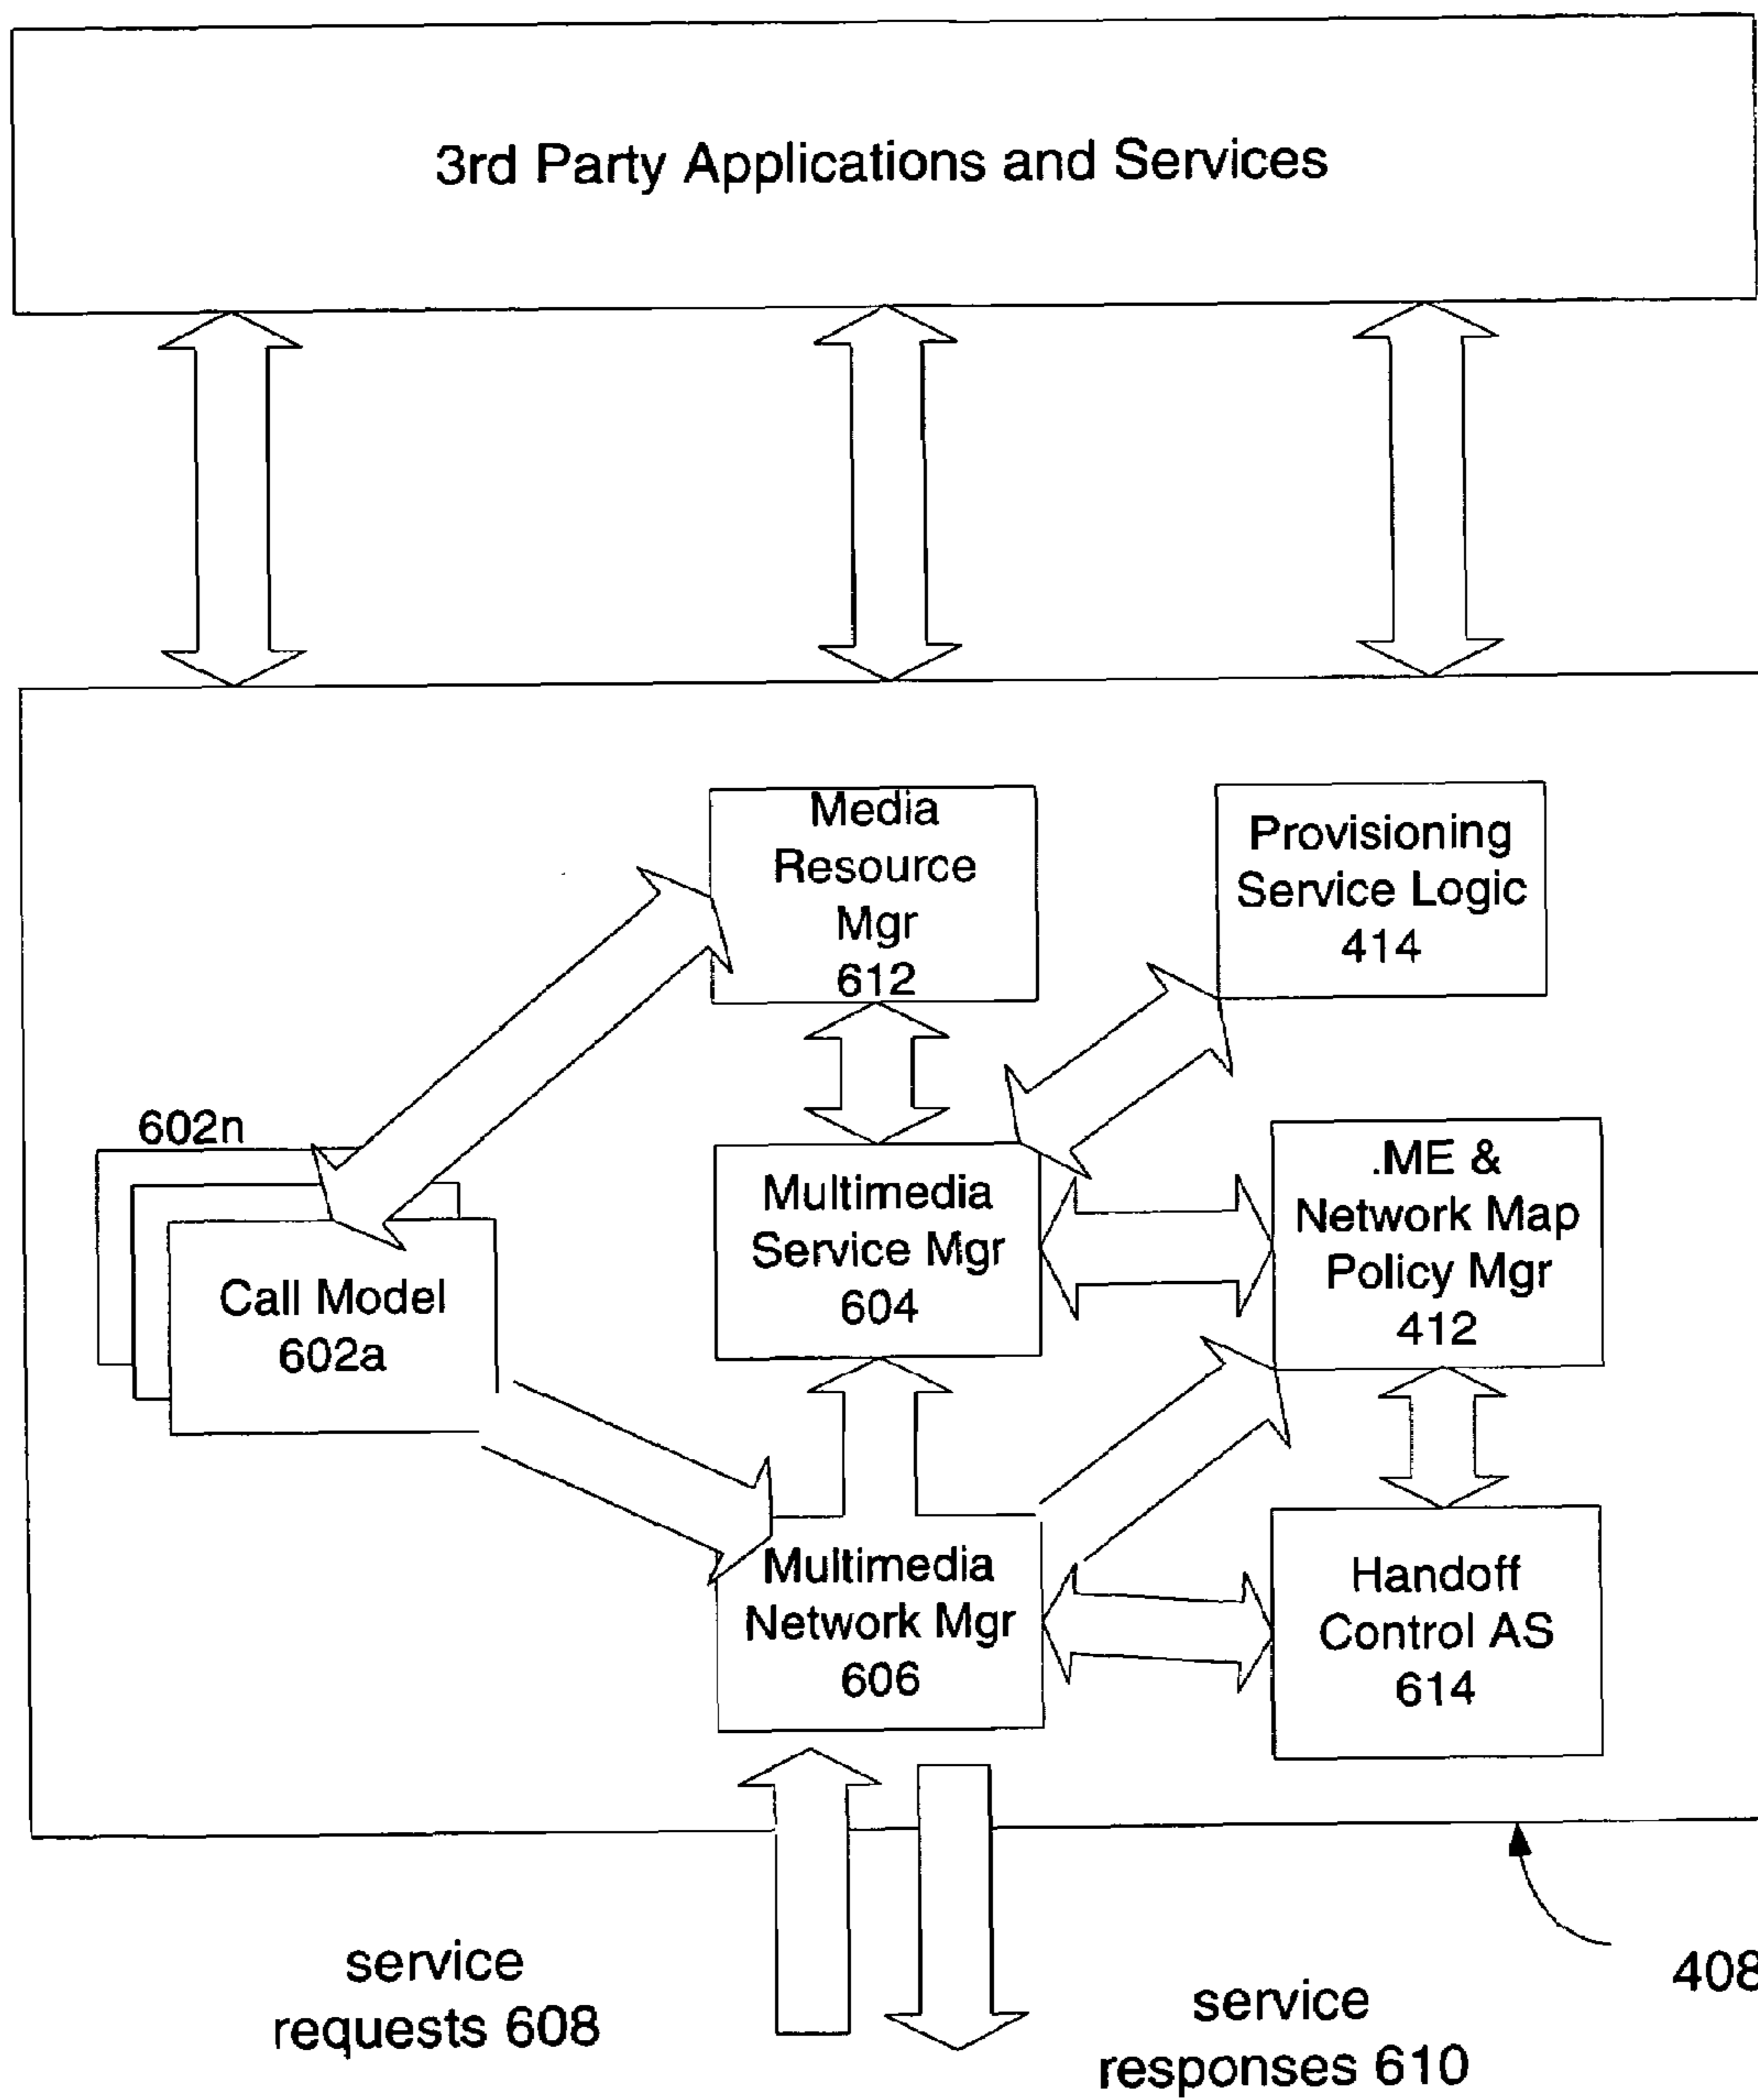 3rd Party Applications and Services
Media
Resource
Mgr
612
Provisioning
Service Logic
414
602n
Call Model
602a
Multimedia
Service Mgr
604
.ME &
Network Map
Policy Mgr
412
Multimedia
Network Mgr
606
Handoff
Control AS
614
service
requests 608
service
responses 610
408